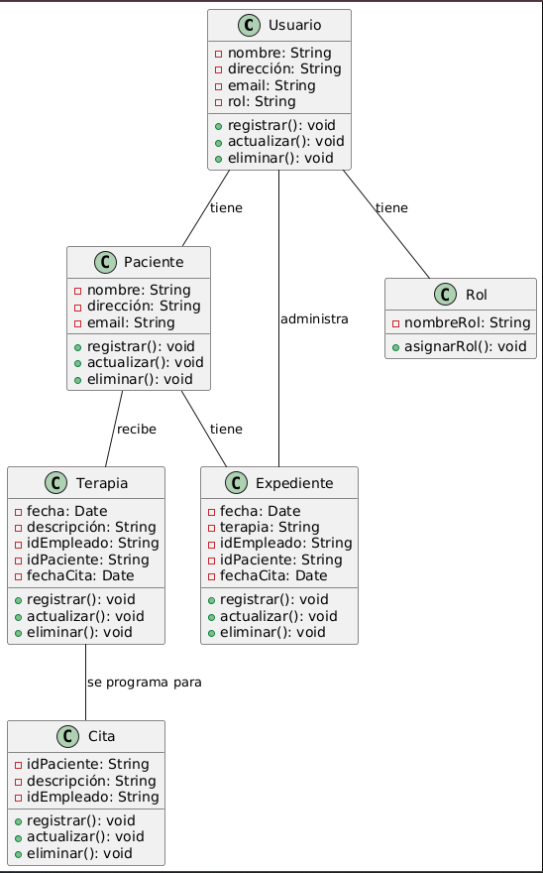 C Usuario
nombre: String
dirección: String
email: String
rol: String
registrar(): void
actualizar(): void
eliminar(): void
tiene
tiene
C Paciente
nombre: String
dirección: String
email: String
registrar(): void
actualizar(): void
eliminar(): void
C Rol
nombreRol: String
asignarRol(): void
administra
recibe
tiene
C Terapia
fecha: Date
descripción: String
idEmpleado: String
idPaciente: String
fechaCita: Date
registrar(): void
actualizar(): void
eliminar(): void
C Expediente
fecha: Date
terapia: String
idEmpleado: String
idPaciente: String
fechaCita: Date
registrar(): void
actualizar(): void
eliminar(): void
se programa para
C Cita
idPaciente: String
descripción: String
idEmpleado: String
registrar(): void
actualizar(): void
eliminar(): void